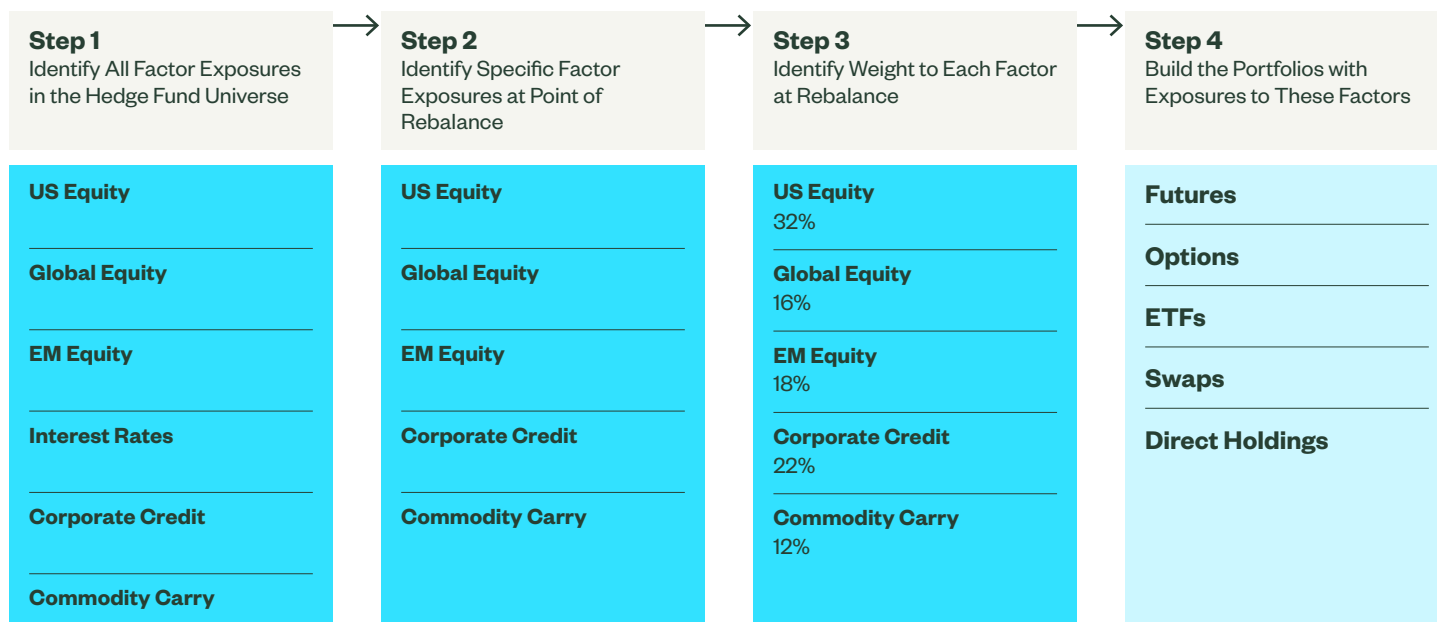 Step 1
Identify All Factor Exposures
in the Hedge Fund Universe
US Equity
Global Equity
EM Equity
Interest Rates
Corporate Credit
Commodity Carry
Step 2
Identify Specific Factor
Exposures at Point of
Rebalance
US Equity
Global Equity
EM Equity
Corporate Credit
Commodity Carry
Step 3
Identify Weight to Each Factor
at Rebalance
US Equity
32%
Global Equity
16%
EM Equity
18%
Corporate Credit
22%
Commodity Carry
12%
Step 4
Build the Portfolios with
Exposures to These Factors
Futures
Options
ETFs
Swaps
Direct Holdings